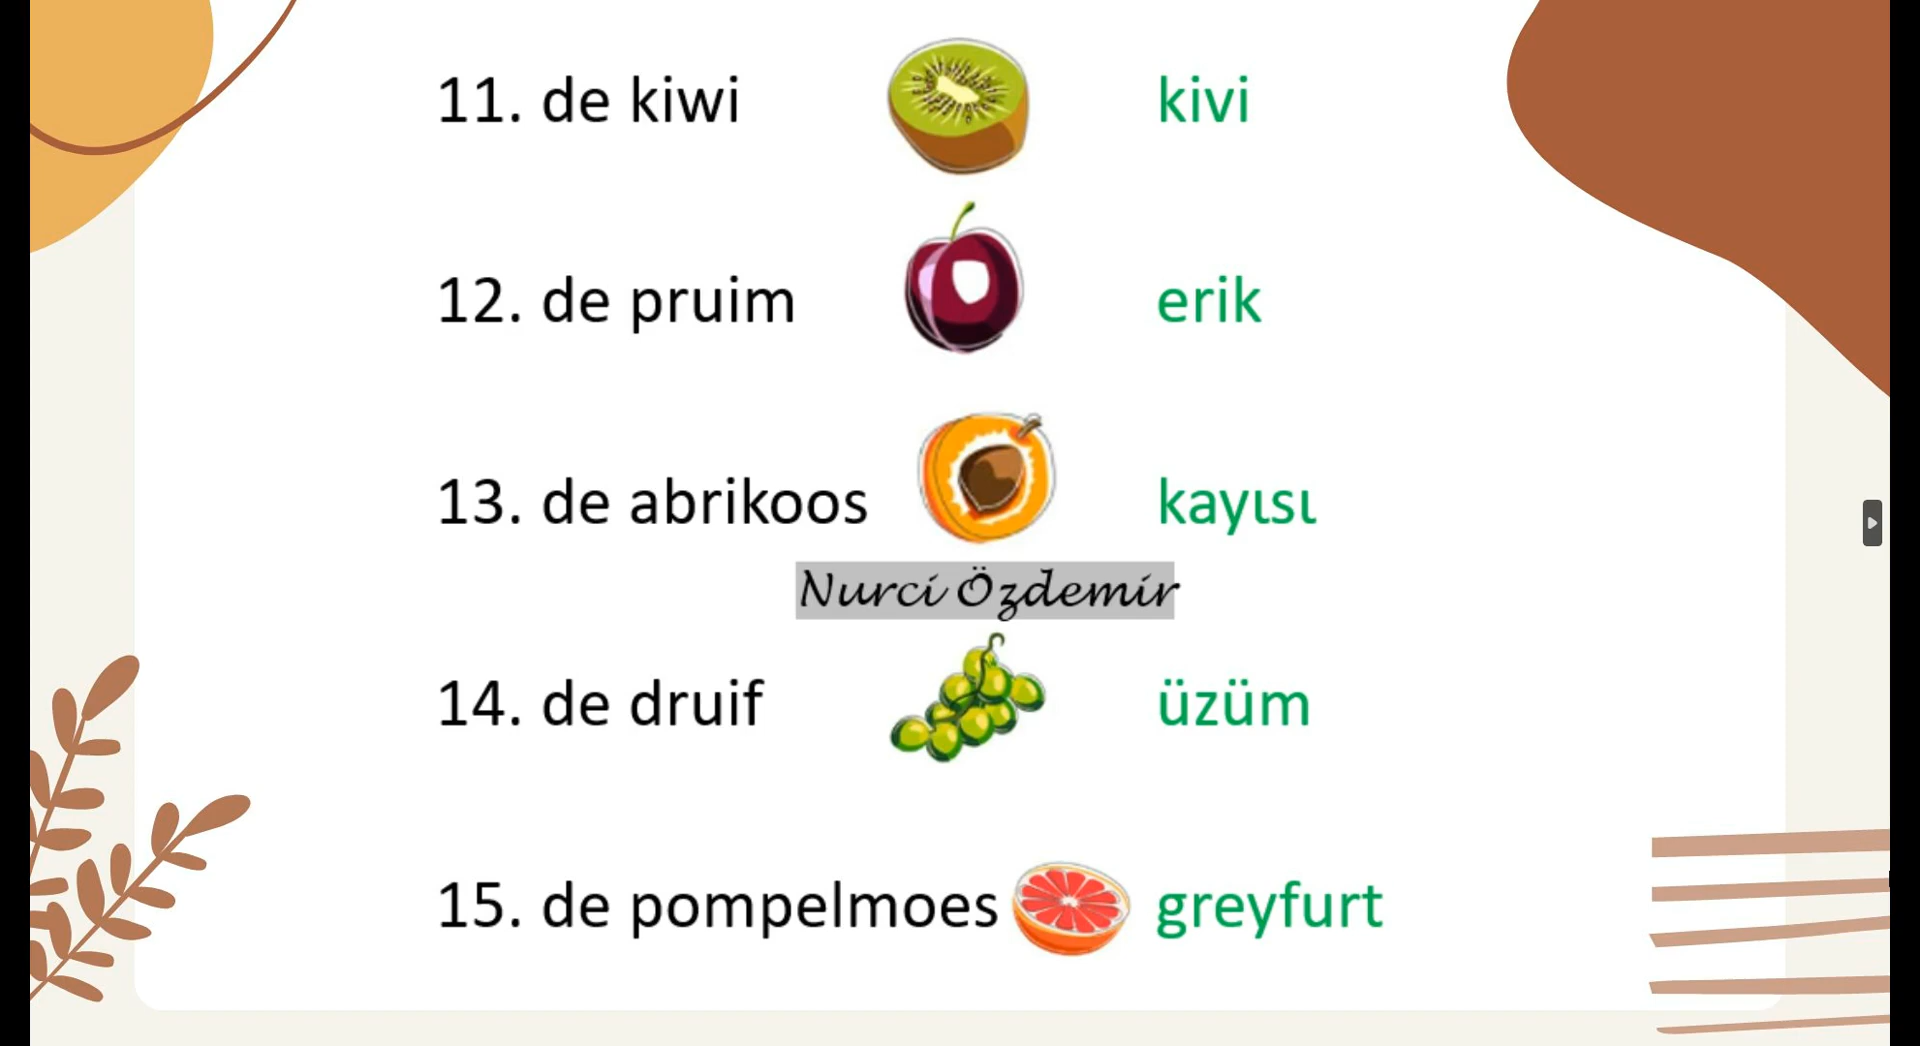 11. de kiwi kivi
12. de pruim erik
13. de abrikoos kayısı
Nurci Özdemir
14. de druif üzüm
15. de pompelmoes greyfurt